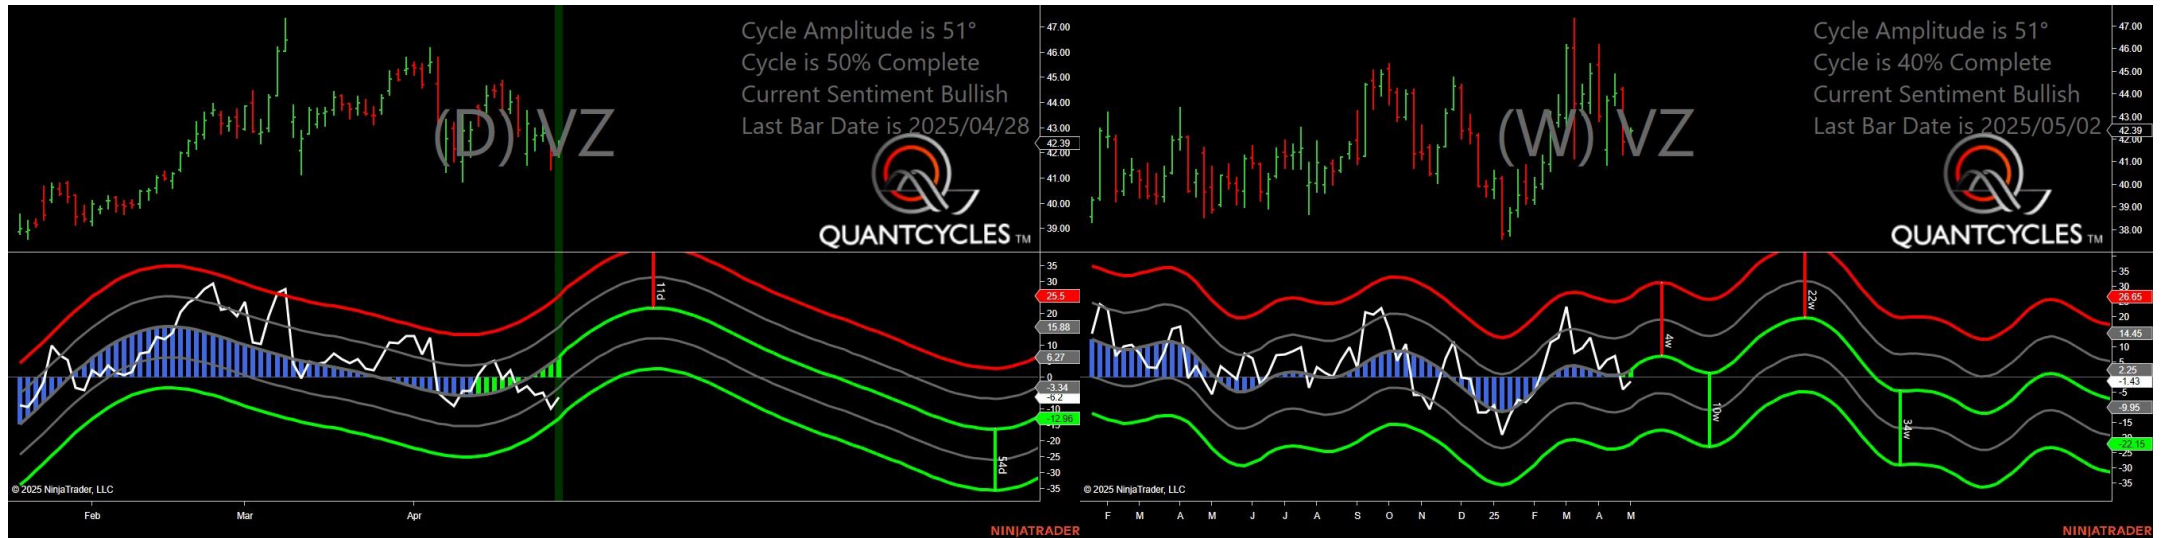 Cycle Amplitude is 51°
Cycle is 50% Complete
Current Sentiment Bullish
Last Bar Date is 2025/04/28
(D) VZ
QUANTCYCLES TM
47.00
46.00
45.00
44.00
43.00
42.39
42.00
41.00
40.00
39.00
11d
54d
35
30
25.5
20
15.88
10
6.27
0
-3.34
-6.2
-10
-12.96
-20
-25
-30
-35
© 2025 NinjaTrader, LLC
Feb
Mar
Apr
NINJATRADER
Cycle Amplitude is 51°
Cycle is 40% Complete
Current Sentiment Bullish
Last Bar Date is 2025/05/02
(W) VZ
QUANTCYCLES TM
47.00
46.00
45.00
44.00
43.00
42.39
42.00
41.00
40.00
39.00
38.00
4w
10w
22w
34w
35
26.65
20
14.45
10
5
2.25
-1.43
-5
-9.95
-15
-22.15
-25
-30
-35
© 2025 NinjaTrader, LLC
F
M
A
M
J
J
A
S
O
N
D
25
F
M
A
M
NINJATRADER